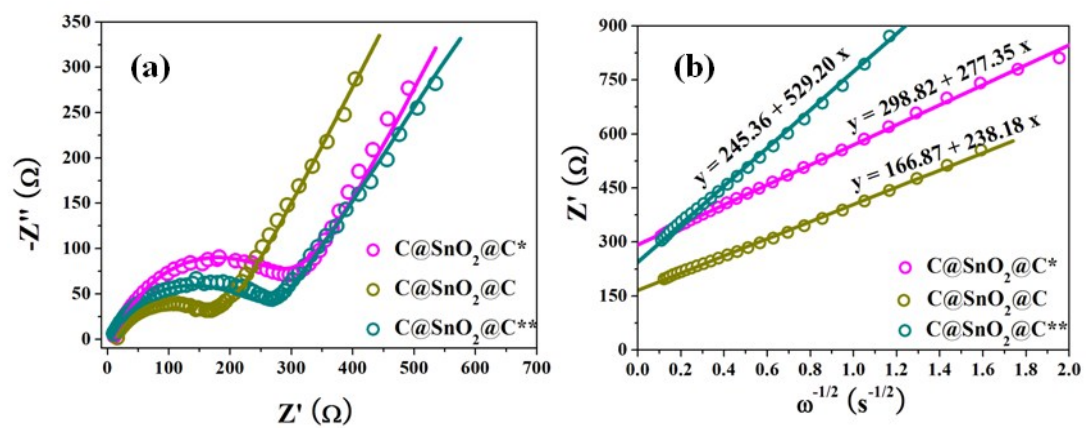 (a)
350
300
250
200
150
100
50
0
-Z'' (Ω)
C@SnO₂@C*
C@SnO₂@C
C@SnO₂@C**
0 100 200 300 400 500 600 700
Z' (Ω)
(b)
900
750
600
450
300
150
0
Z' (Ω)
y = 245.36 + 529.20 x
y = 298.82 + 277.35 x
y = 166.87 + 238.18 x
C@SnO₂@C*
C@SnO₂@C
C@SnO₂@C**
0.0 0.2 0.4 0.6 0.8 1.0 1.2 1.4 1.6 1.8 2.0
ω⁻¹/² (s⁻¹/²)